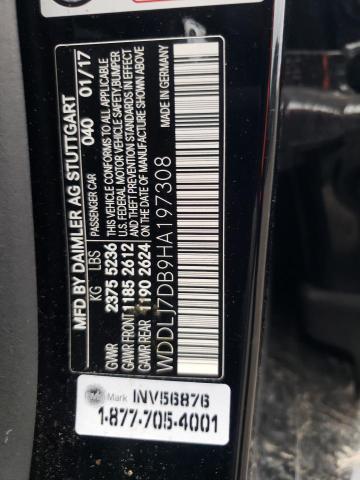 MFD BY DAIMLER AG STUTTGART
PASSENGER CAR 040 01/17
KG LBS
GVWR 2375 5236
GAWR FRONT 1185 2612
GAWR REAR 1190 2624
THIS VEHICLE CONFORMS TO ALL APPLICABLE
U.S. FEDERAL MOTOR VEHICLE SAFETY, BUMPER
AND THEFT PREVENTION STANDARDS IN EFFECT
ON THE DATE OF MANUFACTURE SHOWN ABOVE
WDDLJ7DB9HA197308 MADE IN GERMANY
Mark INV56876
1-877-705-4001